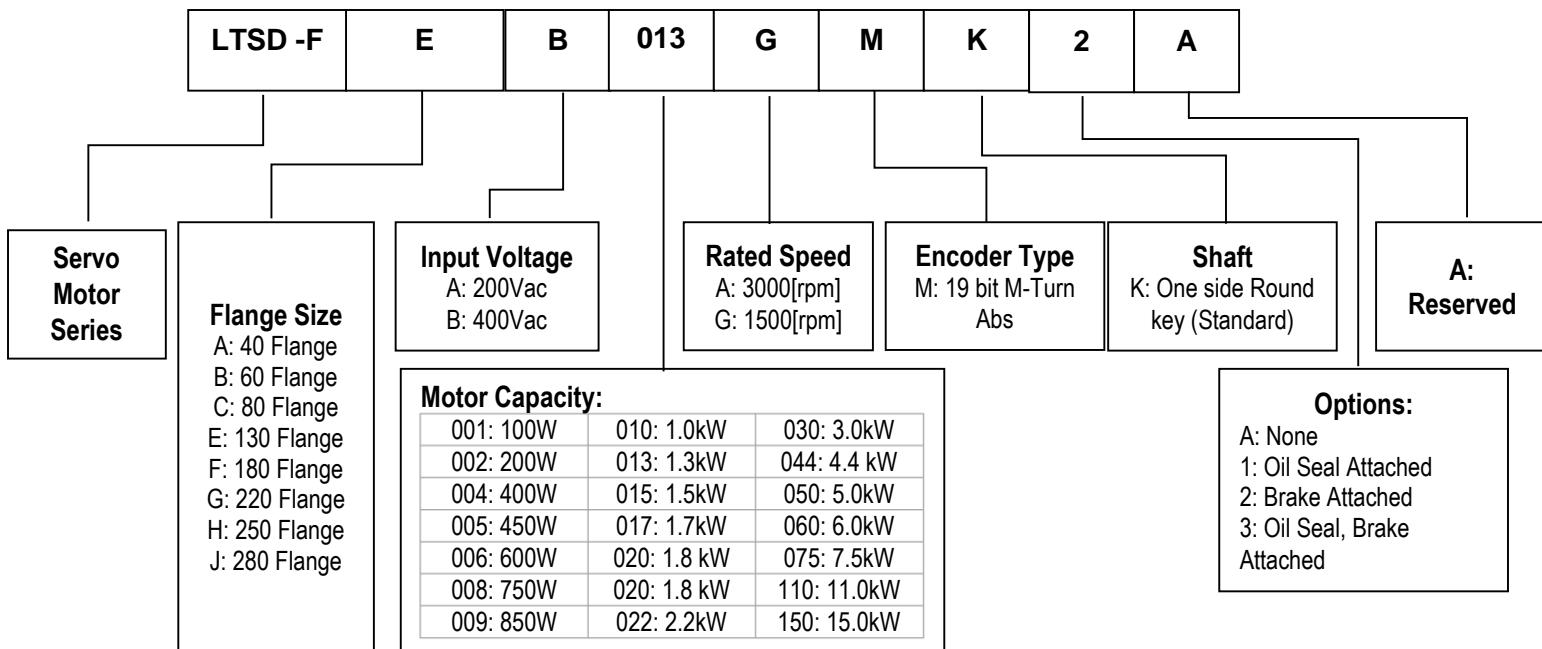 LTSD -F E B 013 G M K 2 A
Servo
Motor
Series
Flange Size
A: 40 Flange
B: 60 Flange
C: 80 Flange
E: 130 Flange
F: 180 Flange
G: 220 Flange
H: 250 Flange
J: 280 Flange
Input Voltage
A: 200Vac
B: 400Vac
Motor Capacity:
001: 100W 010: 1.0kW 030: 3.0kW
002: 200W 013: 1.3kW 044: 4.4 kW
004: 400W 015: 1.5kW 050: 5.0kW
005: 450W 017: 1.7kW 060: 6.0kW
006: 600W 020: 1.8 kW 075: 7.5kW
008: 750W 020: 1.8 kW 110: 11.0kW
009: 850W 022: 2.2kW 150: 15.0kW
Rated Speed
A: 3000[rpm]
G: 1500[rpm]
Encoder Type
M: 19 bit M-Turn
Abs
Shaft
K: One side Round
key (Standard)
Options:
A: None
1: Oil Seal Attached
2: Brake Attached
3: Oil Seal, Brake
Attached
A:
Reserved